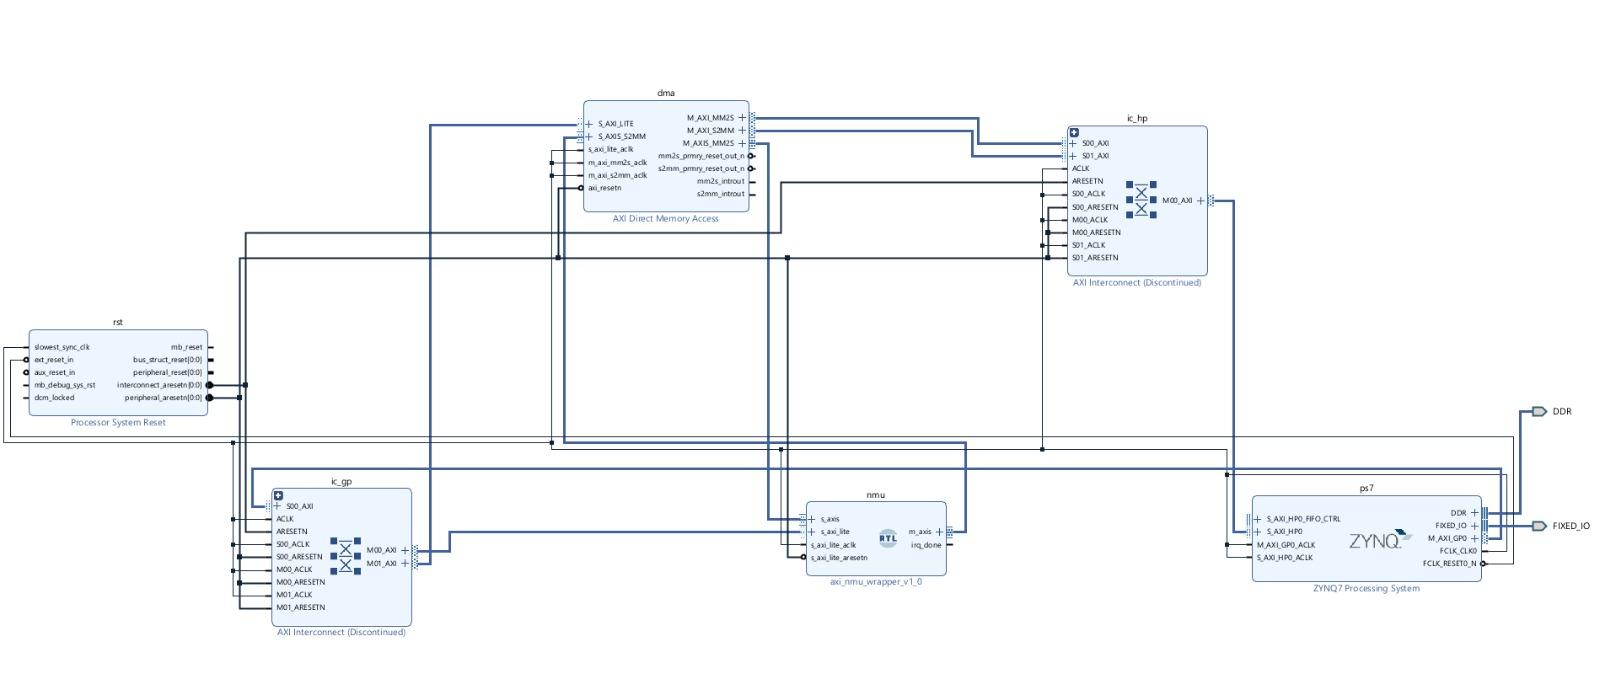 dma
S_AXI_LITE
S_AXIS_S2MM
s_axi_lite_aclk
m_axi_mm2s_aclk
m_axi_s2mm_aclk
axi_resetn
M_AXI_MM2S
M_AXI_S2MM
M_AXIS_MM2S
mm2s_prmry_reset_out_n
s2mm_prmry_reset_out_n
mm2s_introut
s2mm_introut
AXI Direct Memory Access
ic_hp
S00_AXI
S01_AXI
ACLK
ARESETN
S00_ACLK
S00_ARESETN
M00_ACLK
M00_ARESETN
S01_ACLK
S01_ARESETN
M00_AXI
AXI Interconnect (Discontinued)
rst
slowest_sync_clk
ext_reset_in
aux_reset_in
mb_debug_sys_rst
dcm_locked
mb_reset
bus_struct_reset[0:0]
peripheral_reset[0:0]
interconnect_aresetn[0:0]
peripheral_aresetn[0:0]
Processor System Reset
ic_gp
S00_AXI
ACLK
ARESETN
S00_ACLK
S00_ARESETN
M00_ACLK
M00_ARESETN
M01_ACLK
M01_ARESETN
M00_AXI
M01_AXI
AXI Interconnect (Discontinued)
nmu
s_axis
s_axi_lite
s_axi_lite_aclk
s_axi_lite_aresetn
RTL
m_axis
irq_done
axi_nmu_wrapper_v1_0
ps7
S_AXI_HP0_FIFO_CTRL
S_AXI_HP0
M_AXI_GP0_ACLK
S_AXI_HP0_ACLK
ZYNQ
DDR
FIXED_IO
M_AXI_GP0
FCLK_CLK0
FCLK_RESET0_N
ZYNQ7 Processing System
DDR
FIXED_IO